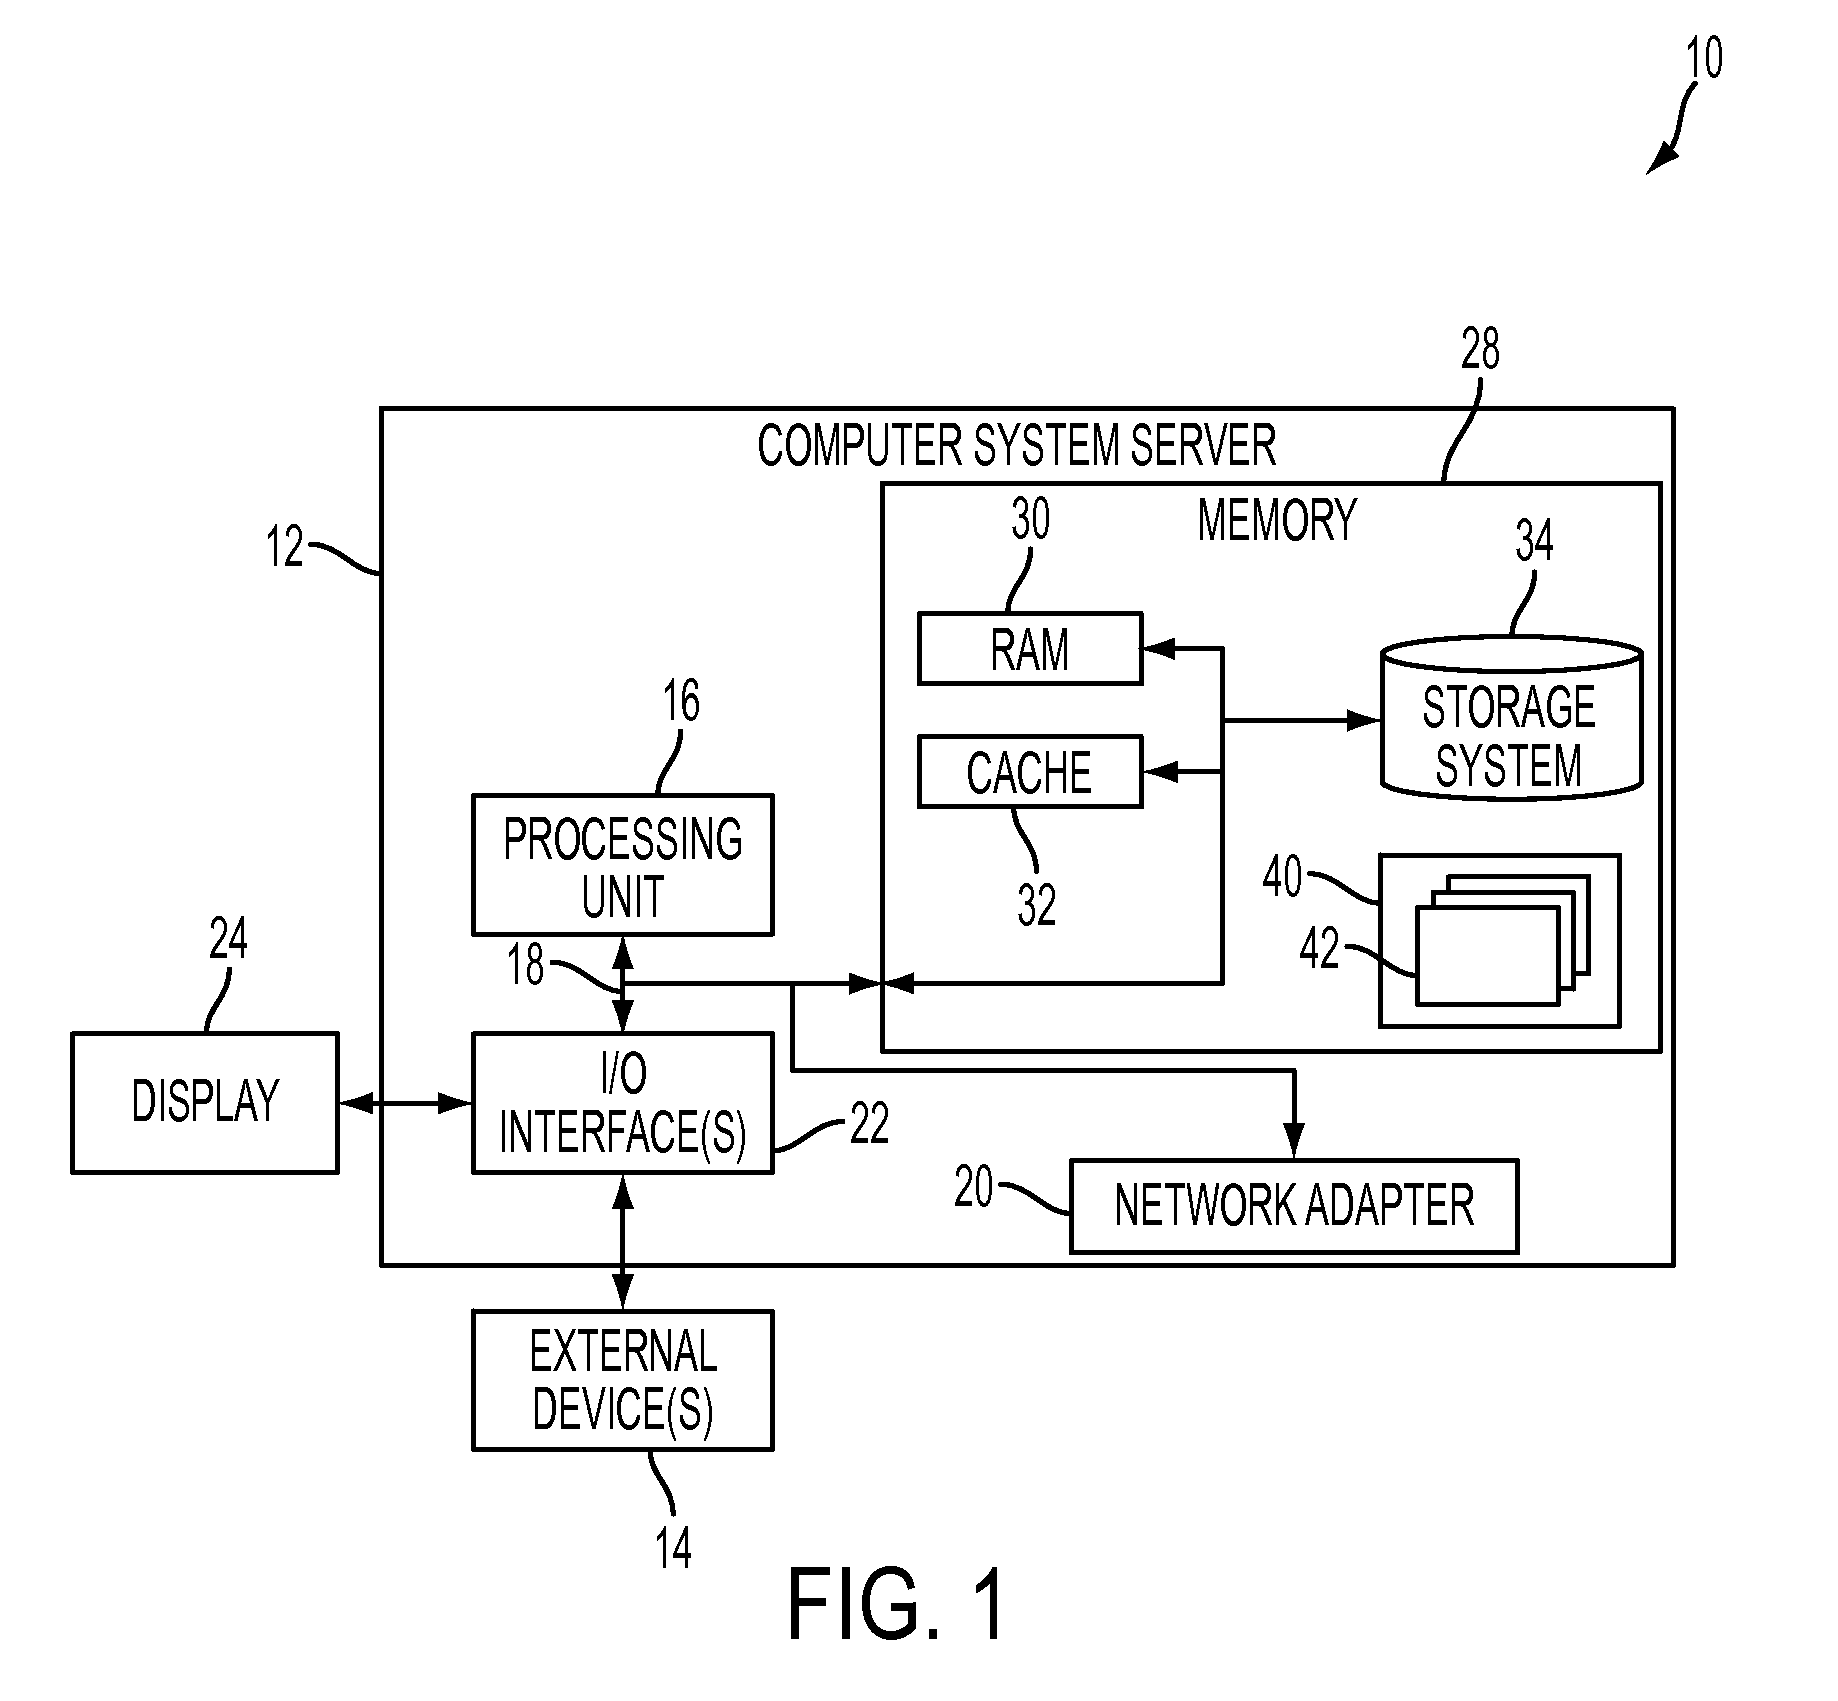 10
28
COMPUTER SYSTEM SERVER
MEMORY
30
34
12
RAM
STORAGE
SYSTEM
16
CACHE
PROCESSING
UNIT
32
40
42
24
18
DISPLAY
I/O
INTERFACE(S)
22
20
NETWORK ADAPTER
EXTERNAL
DEVICE(S)
14
FIG. 1